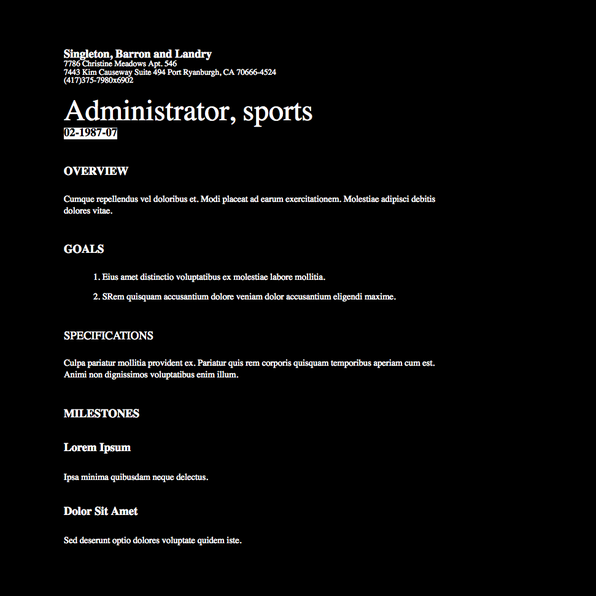 Singleton, Barron and Landry
7786 Christine Meadows Apt. 546
7443 Kim Causeway Suite 494 Port Ryanburgh, CA 70666-4524
(417)375-7980x6902
Administrator, sports
02-1987-07
OVERVIEW
Cumque repellendus vel doloribus et. Modi placeat ad earum exercitationem. Molestiae adipisci debitis
dolores vitae.
GOALS
1. Eius amet distinctio voluptatibus ex molestiae labore mollitia.
2. SRem quisquam accusantium dolore veniam dolor accusantium eligendi maxime.
SPECIFICATIONS
Culpa pariatur mollitia provident ex. Pariatur quis rem corporis quisquam temporibus aperiam cum est.
Animi non dignissimos voluptatibus enim illum.
MILESTONES
Lorem Ipsum
Ipsa minima quibusdam neque delectus.
Dolor Sit Amet
Sed deserunt optio dolores voluptate quidem iste.